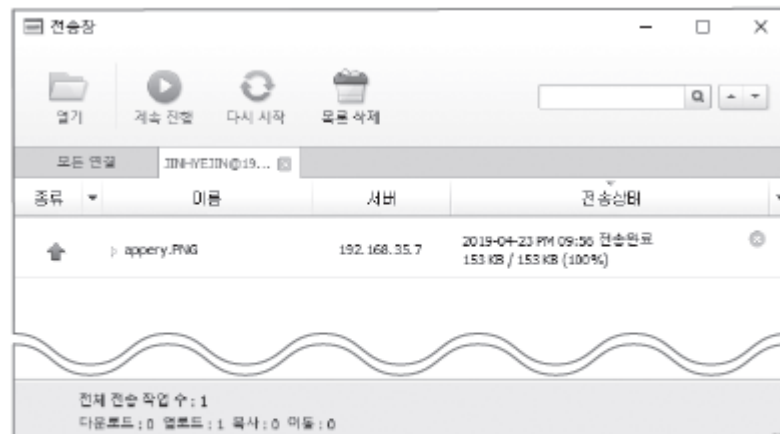 전송창
열기
계속 진행
다시 시작
목록 삭제
모든 연결
JINHYEJIN@19...
종류
이름
서버
전송상태
appery.PNG
192.168.35.7
2019-04-23 PM 09:56 전송완료
153 KB / 153 KB (100%)
전체 전송 작업 수 : 1
다운로드 : 0 업로드 : 1 복사 : 0 이동 : 0